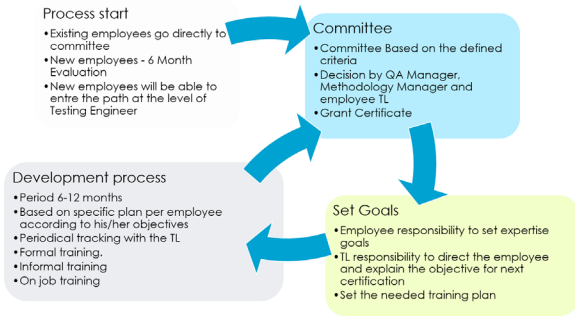 Process start
•Existing employees go directly to
committee
•New employees - 6 Month
Evaluation
•New employees will be able to
entre the path at the level of
Testing Engineer
Committee
•Committee Based on the defined
criteria
•Decision by QA Manager,
Methodology Manager and
employee TL
•Grant Certificate
Development process
•Period 6-12 months
•Based on specific plan per employee
according to his/her objectives
•Periodical tracking with the TL
•Formal training.
•Informal training
•On job training
Set Goals
•Employee responsibility to set expertise
goals
•TL responsibility to direct the employee
and explain the objective for next
certification
•Set the needed training plan